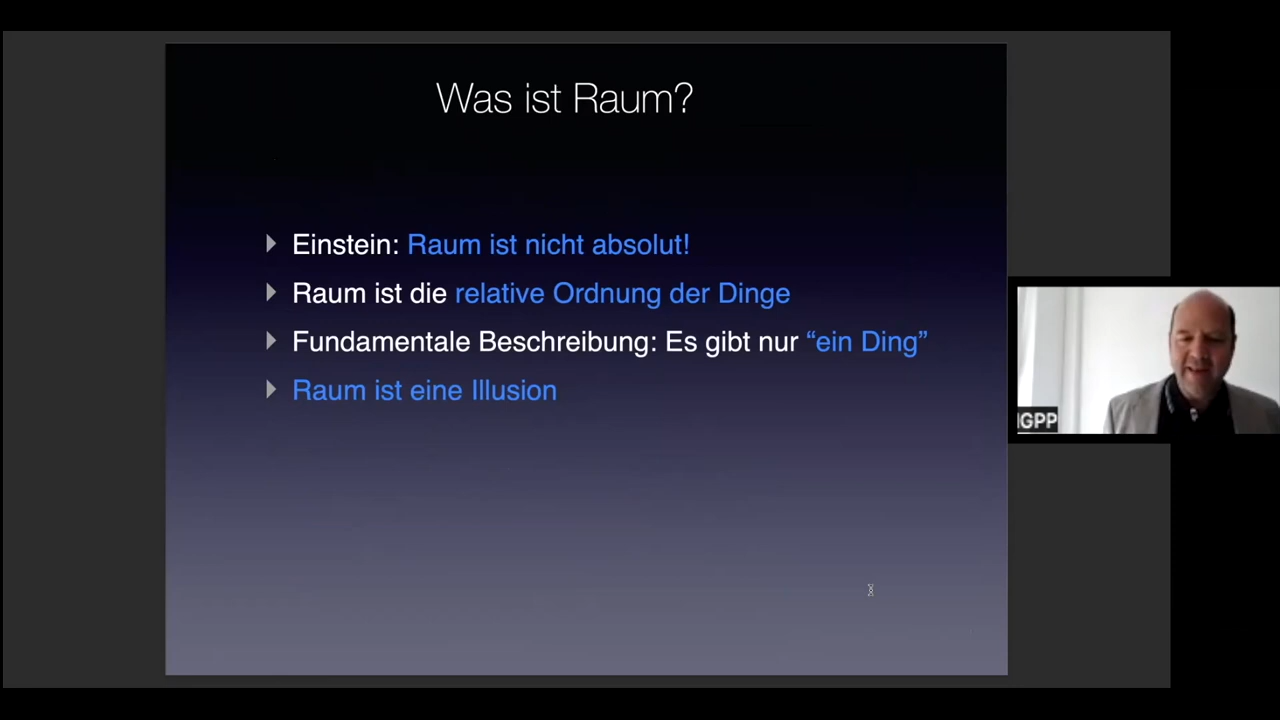 Was ist Raum?
Einstein: Raum ist nicht absolut!
Raum ist die relative Ordnung der Dinge
Fundamentale Beschreibung: Es gibt nur “ein Ding”
Raum ist eine Illusion
IGPP